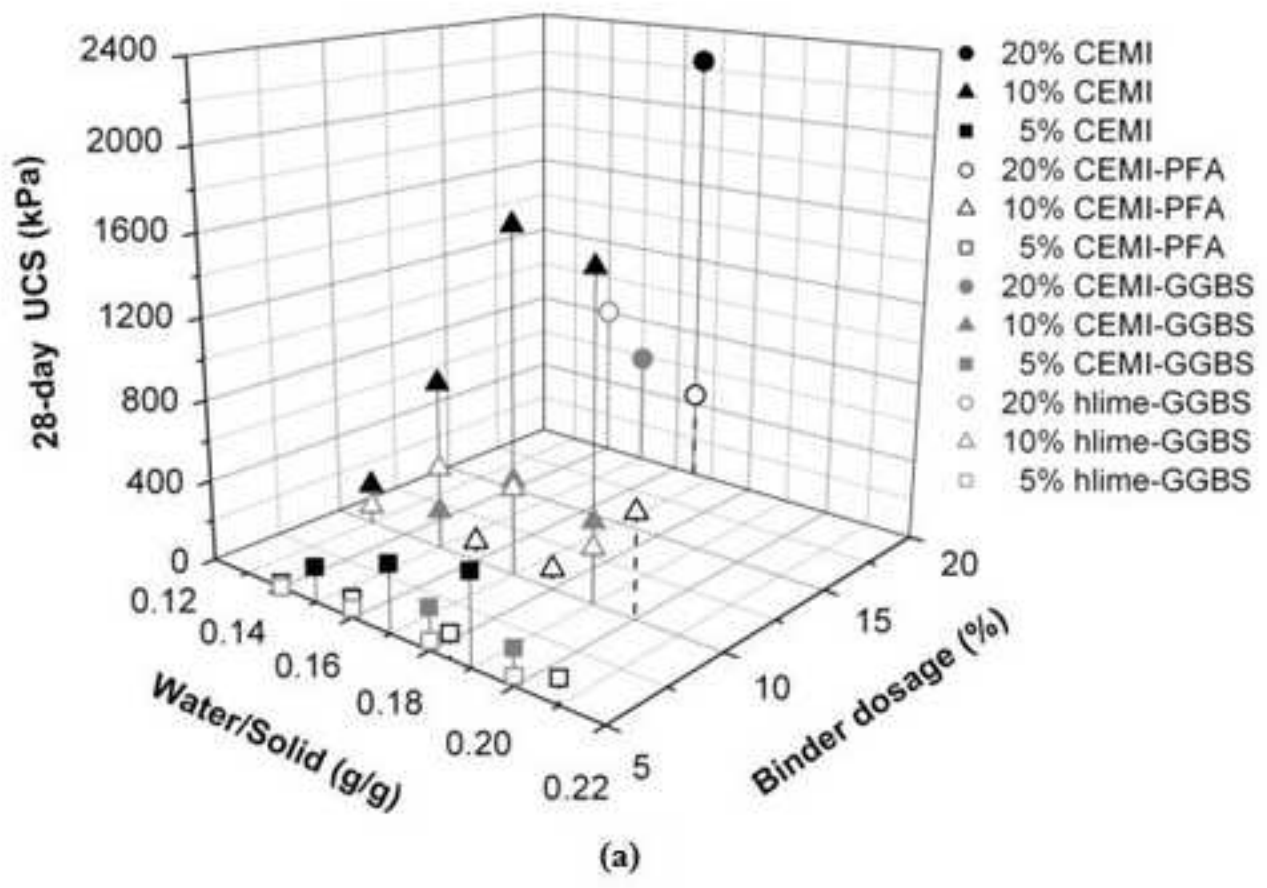 2400
2000
1600
1200
800
400
0
28-day UCS (kPa)
0.12
0.14
0.16
0.18
0.20
0.22
Water/Solid (g/g)
5
10
15
20
Binder dosage (%)
20% CEMI
10% CEMI
5% CEMI
20% CEMI-PFA
10% CEMI-PFA
5% CEMI-PFA
20% CEMI-GGBS
10% CEMI-GGBS
5% CEMI-GGBS
20% hlime-GGBS
10% hlime-GGBS
5% hlime-GGBS
(a)